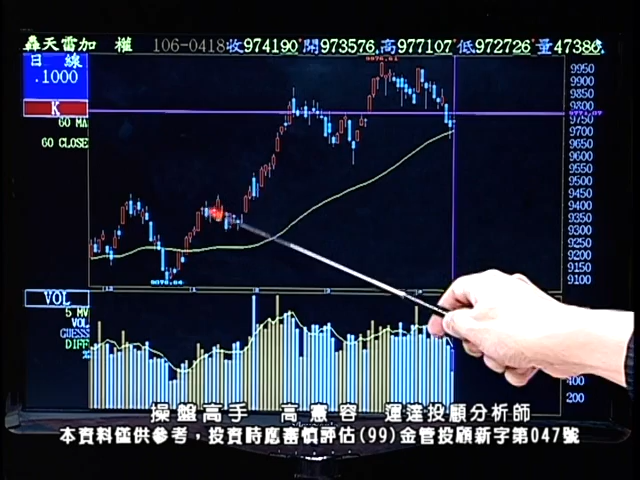 轟天雷加 權 106-0418收974190開973576高977107低972726量47380
日 線
.1000
K
60 MA
60 CLOSE
9950
9900
9850
9800
9750
9700
9650
9600
9550
9500
9450
9400
9350
9300
9250
9200
9150
9100
VOL
5 MV
VOL
GUESS
DIFF
400
200
操盤高手 高憲容 運達投顧分析師
本資料僅供參考，投資時應審慎評估(99)金管投顧新字第047號